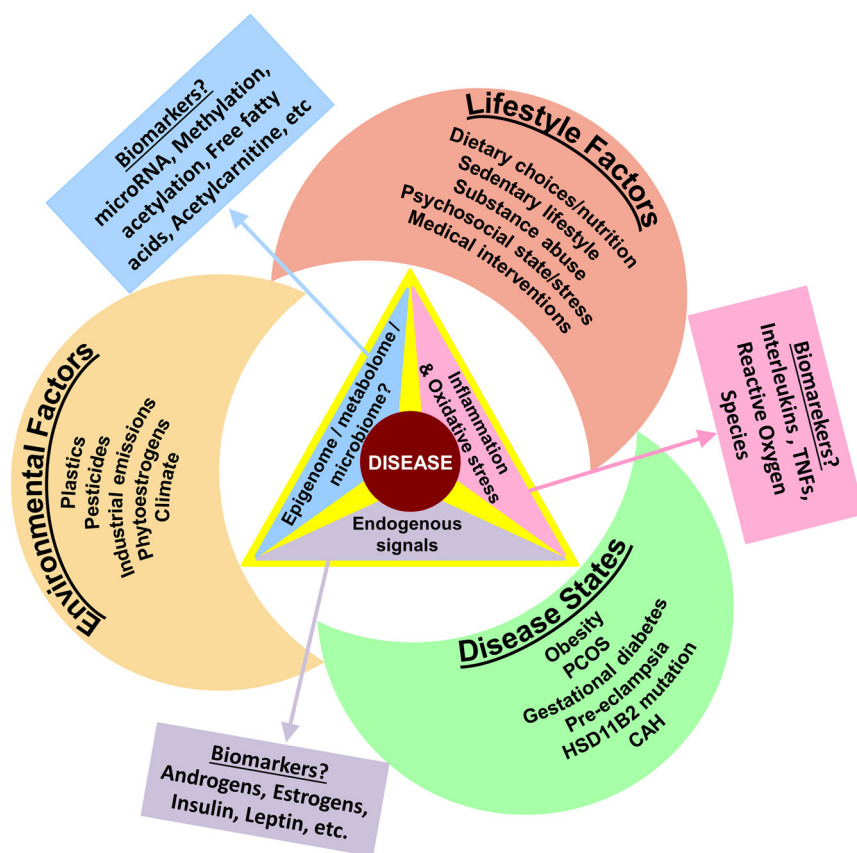 Biomarkers?
microRNA, Methylation,
acetylation, Free fatty
acids, Acetylcarnitine, etc
Lifestyle Factors
Dietary choices/nutrition
Sedentary lifestyle
Substance abuse
Psychosocial state/stress
Medical interventions
Environmental Factors
Plastics
Pesticides
Industrial emissions
Phytoestrogens
Climate
Epigenome / metabolome /
microbiome?
Inflammation
& Oxidative stress
DISEASE
Endogenous
signals
Biomarekers?
Interleukins , TNFs,
Reactive Oxygen
Species
Disease States
Obesity
PCOS
Gestational diabetes
Pre-eclampsia
HSD11B2 mutation
CAH
Biomarkers?
Androgens, Estrogens,
Insulin, Leptin, etc.